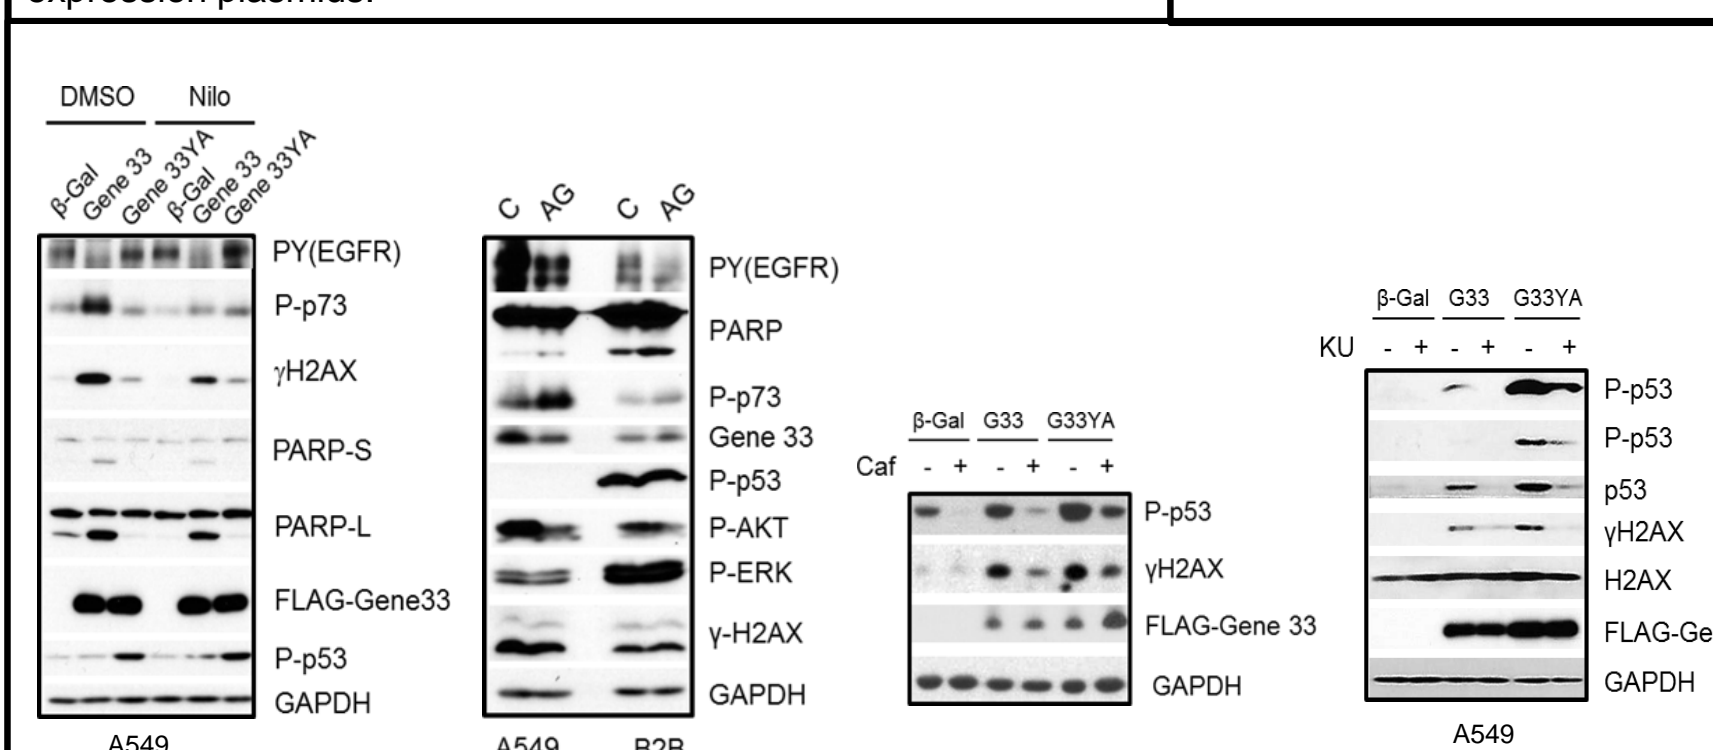 expression plasmids.
DMSO Nilo
β-Gal Gene 33 Gene 33YA β-Gal Gene 33 Gene 33YA
PY(EGFR)
P-p73
γH2AX
PARP-S
PARP-L
FLAG-Gene33
P-p53
GAPDH
A549
C AG C AG
PY(EGFR)
PARP
P-p73
Gene 33
P-p53
P-AKT
P-ERK
γ-H2AX
GAPDH
A549 B2B
β-Gal G33 G33YA
Caf - + - + - +
P-p53
γH2AX
FLAG-Gene 33
GAPDH
β-Gal G33 G33YA
KU - + - + - +
P-p53
P-p53
p53
γH2AX
H2AX
FLAG-Ge
GAPDH
A549